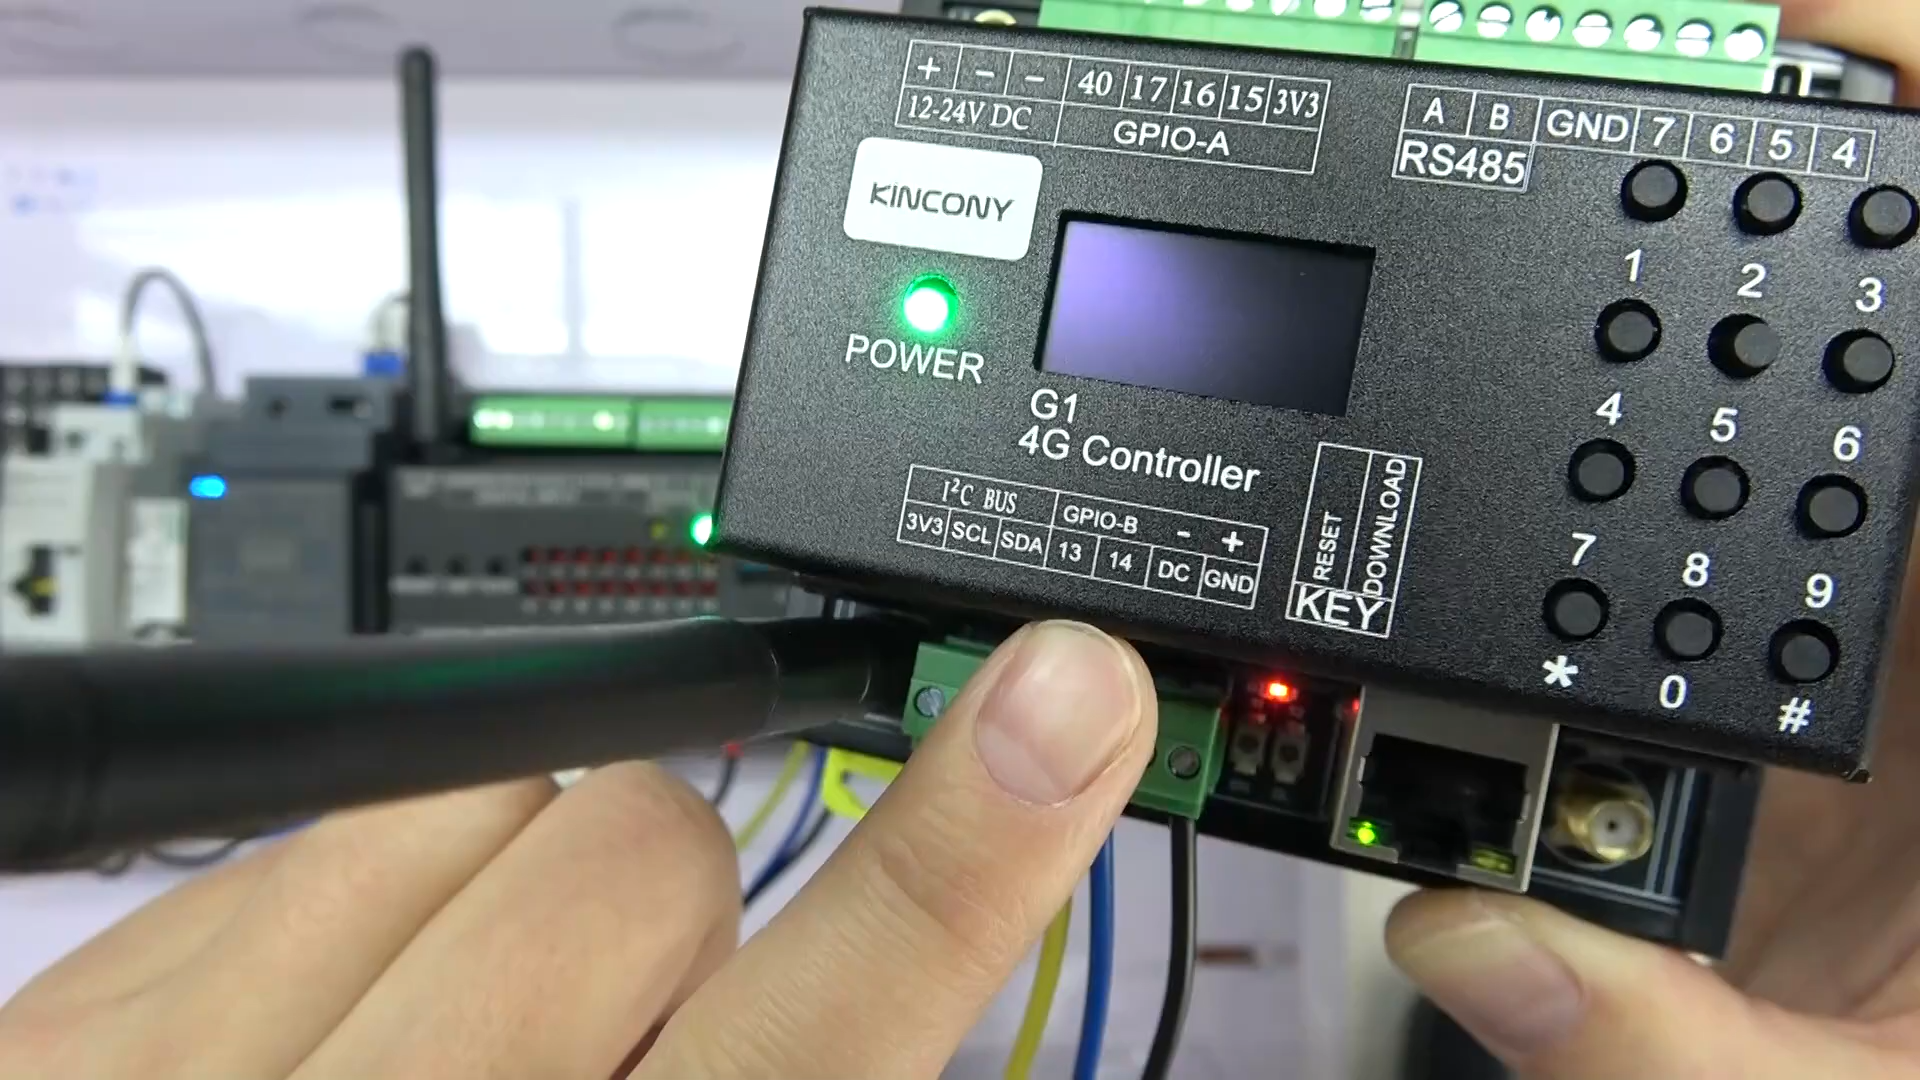 + - - 40 17 16 15 3V3
12-24V DC GPIO-A
A B GND 7 6 5 4
RS485
KINCONY
POWER
G1
4G Controller
1 2 3
4 5 6
7 8 9
* 0 #
I²C BUS GPIO-B - +
3V3 SCL SDA 13 14 DC GND
RESET
DOWNLOAD
KEY